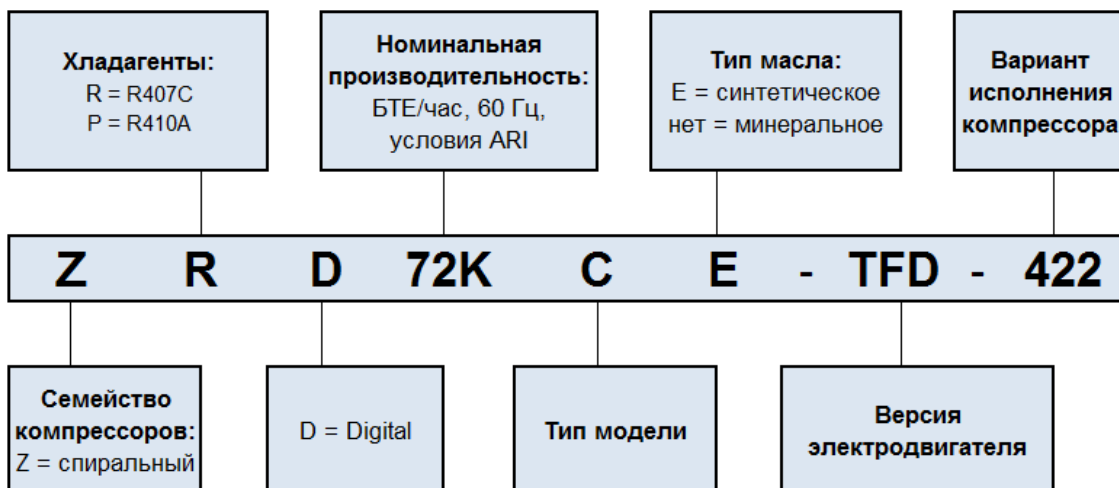 Хладагенты:
R = R407C
P = R410A
Номинальная
производительность:
БТЕ/час, 60 Гц,
условия ARI
Тип масла:
E = синтетическое
нет = минеральное
Вариант
исполнения
компрессора
Z R D 72K C E - TFD - 422
Семейство
компрессоров:
Z = спиральный
D = Digital
Тип модели
Версия
электродвигателя